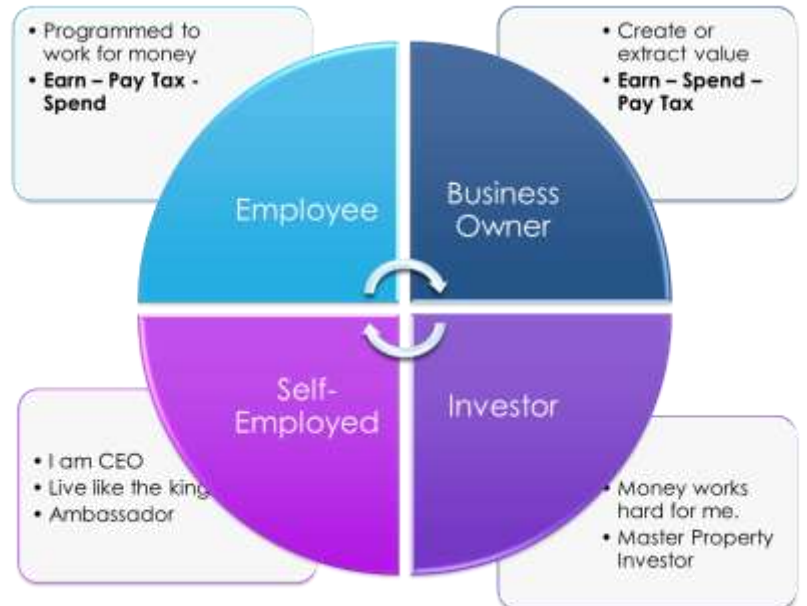 • Programmed to
work for money
• Earn – Pay Tax -
Spend
• Create or
extract value
• Earn – Spend –
Pay Tax
Employee
Business
Owner
Self-
Employed
Investor
• I am CEO
• Live like the king
• Ambassador
• Money works
hard for me.
• Master Property
Investor